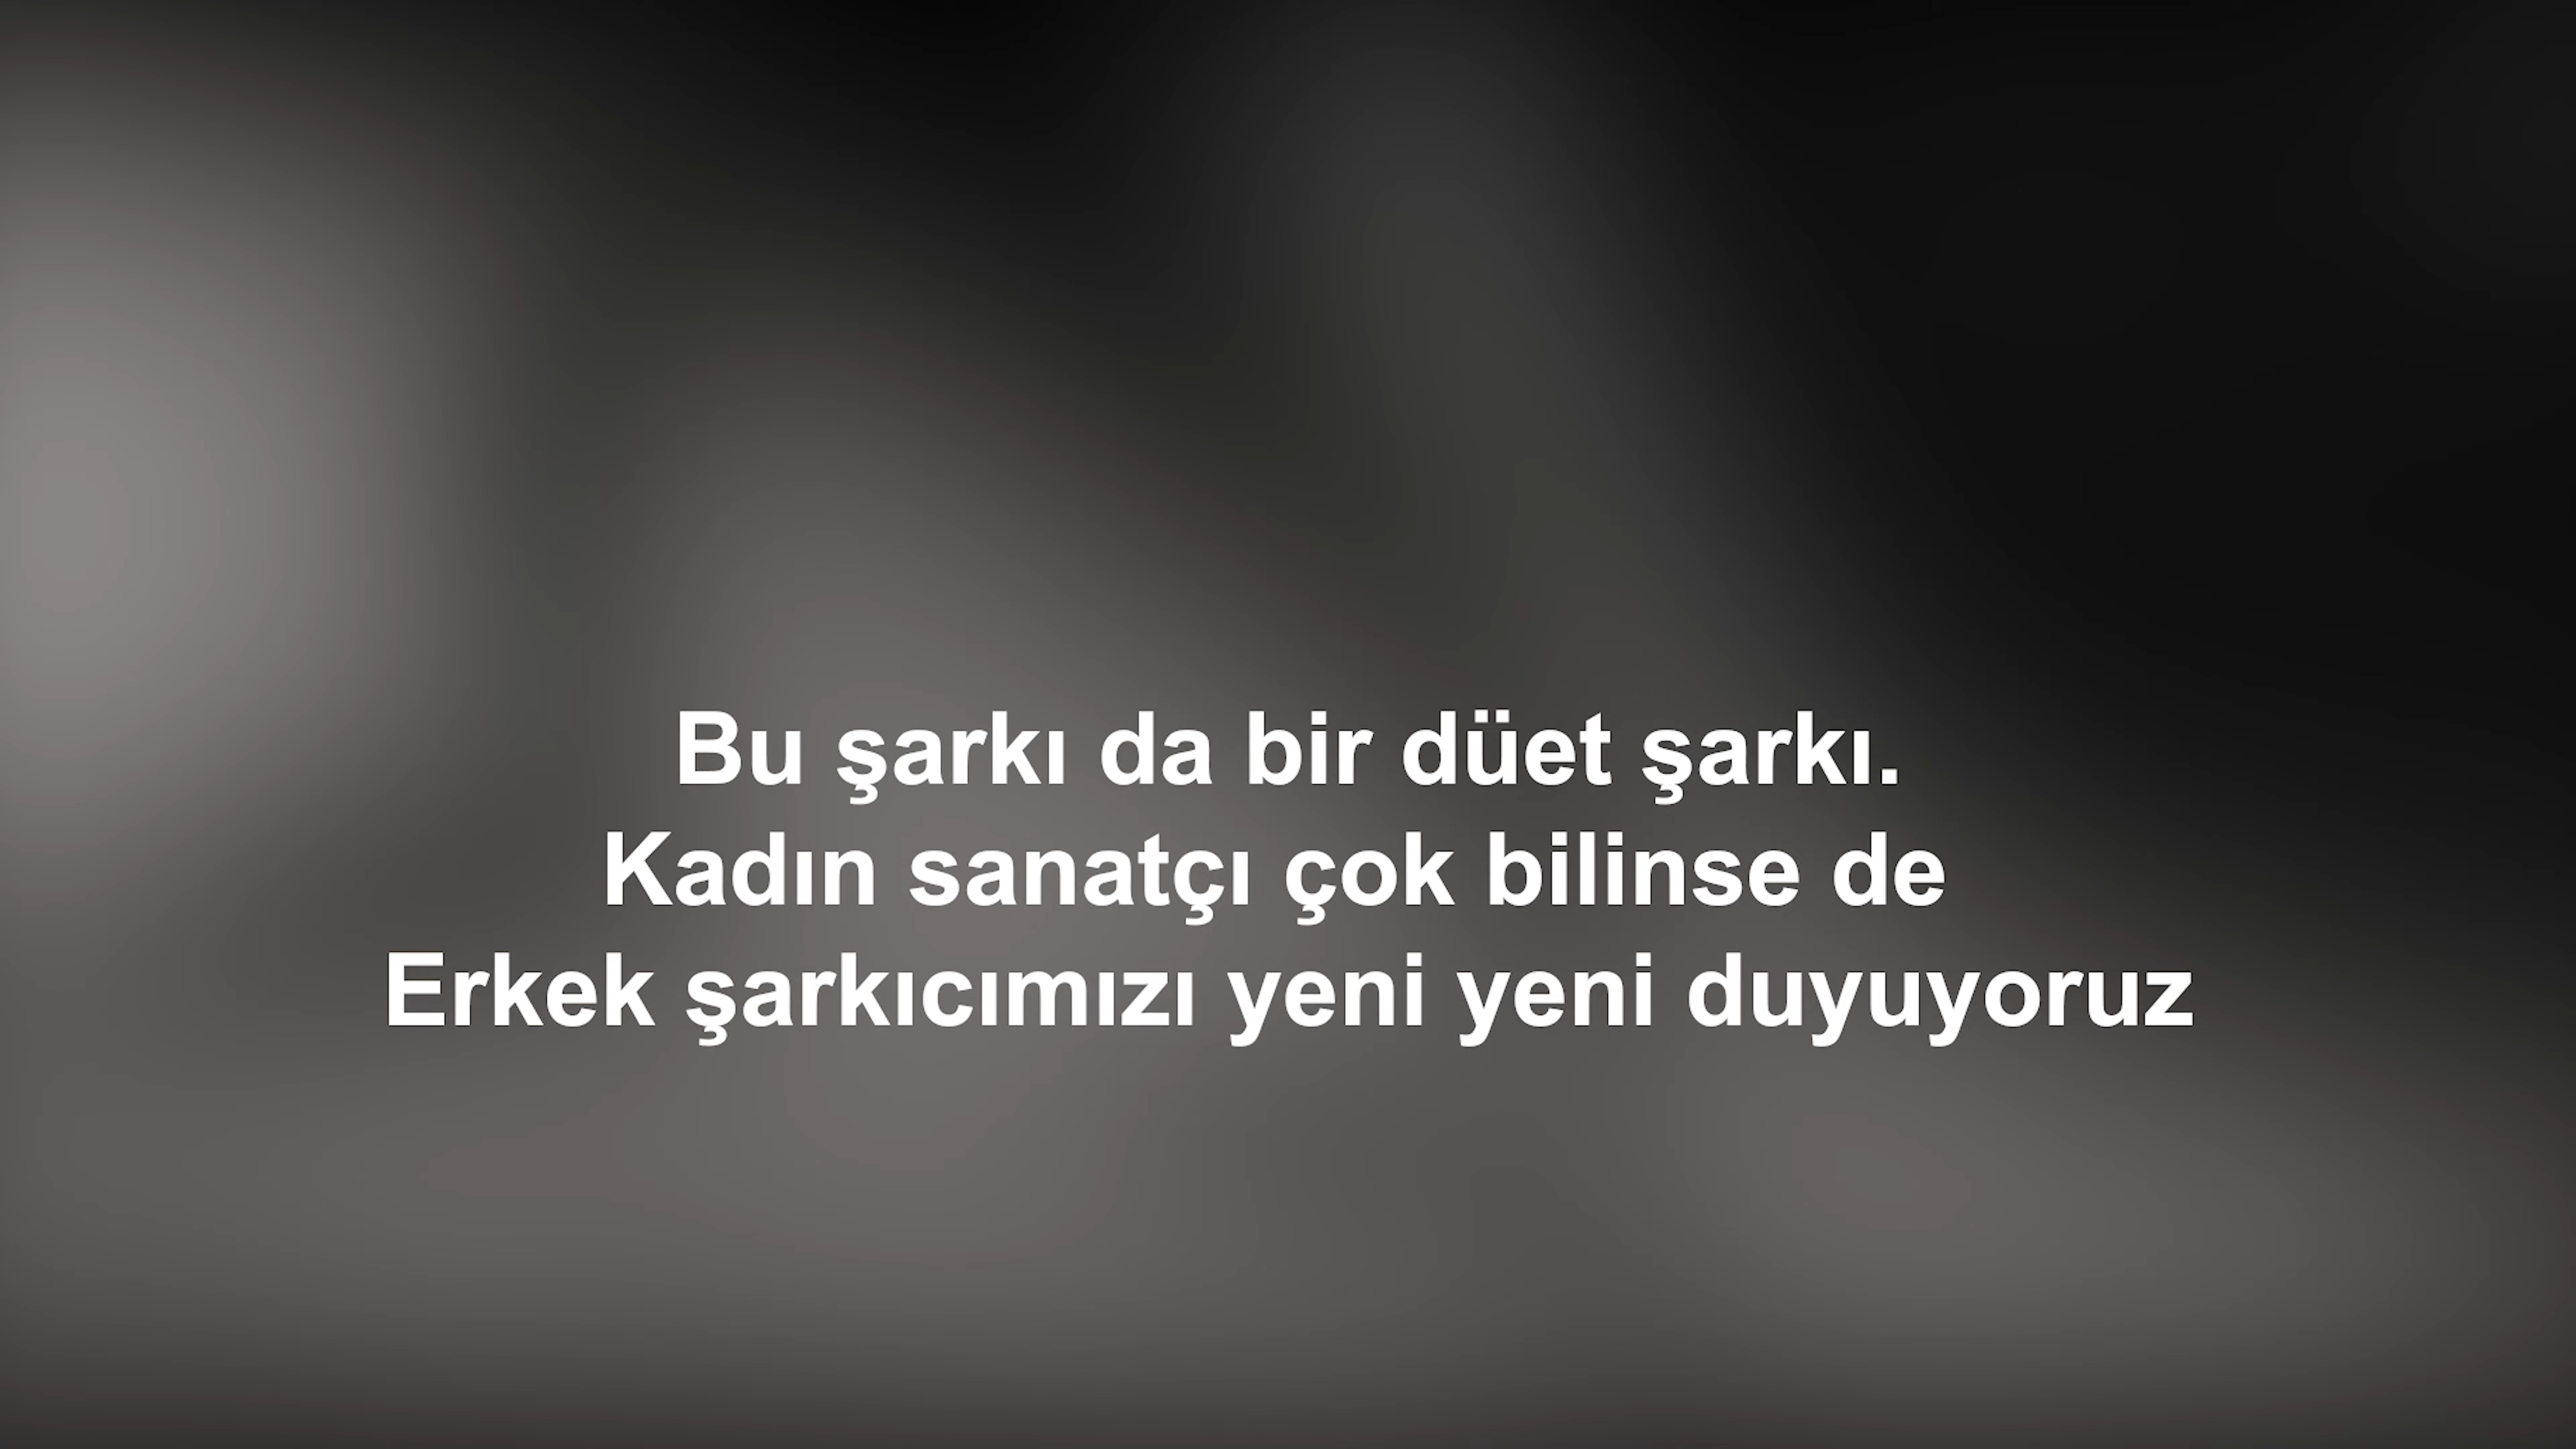 Bu şarkı da bir düet şarkı.
Kadın sanatçı çok bilinse de
Erkek şarkıcımızı yeni yeni duyuyoruz